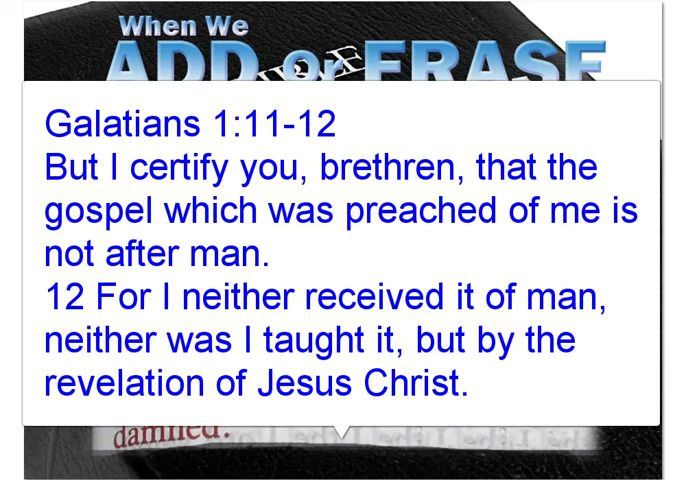 When We
ADD or ERASE
Galatians 1:11-12
But I certify you, brethren, that the
gospel which was preached of me is
not after man.
12 For I neither received it of man,
neither was I taught it, but by the
revelation of Jesus Christ.
damned.